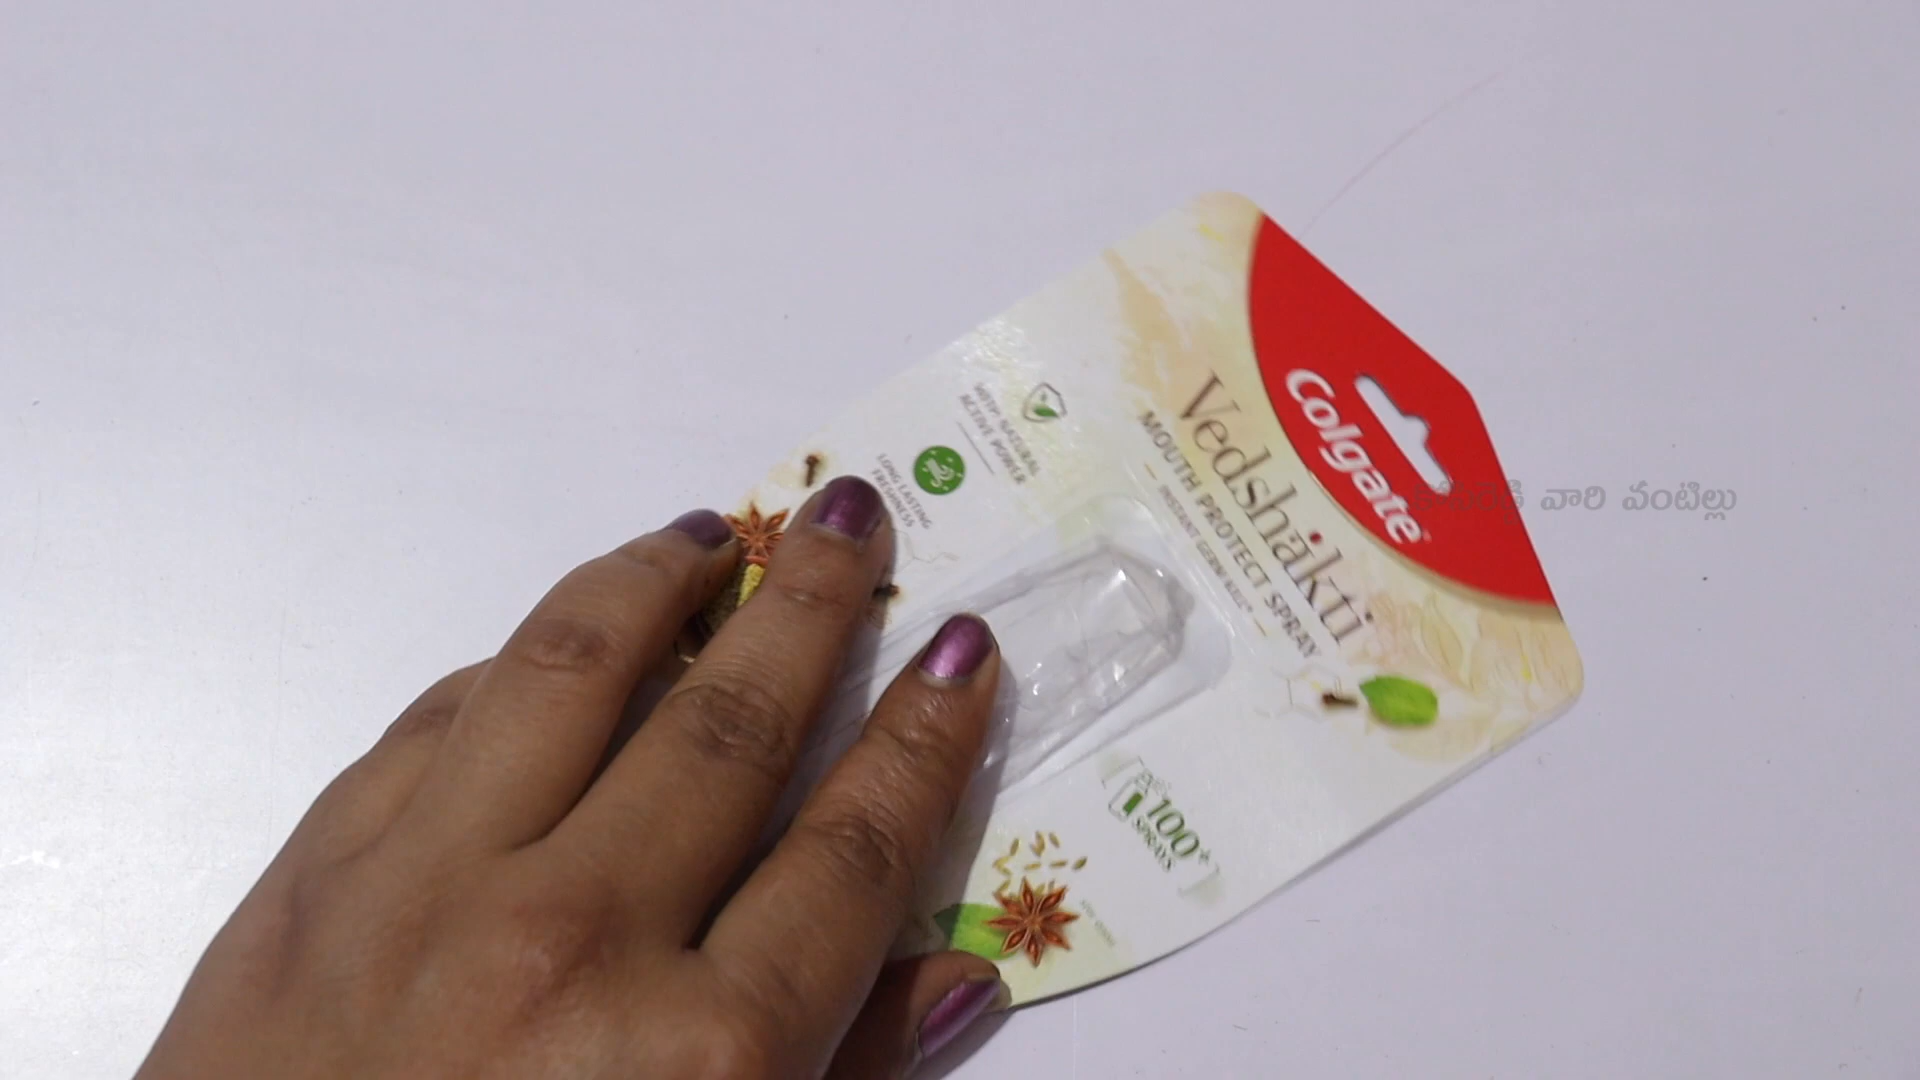 Colgate
Vedshakti
MOUTH PROTECT SPRAY
INSTANT GERM KILL
WITH NATURAL
ACTIVE POWER
LONG LASTING
FRESHNESS
100+
SPRAYS
వారి వంటిల్లు